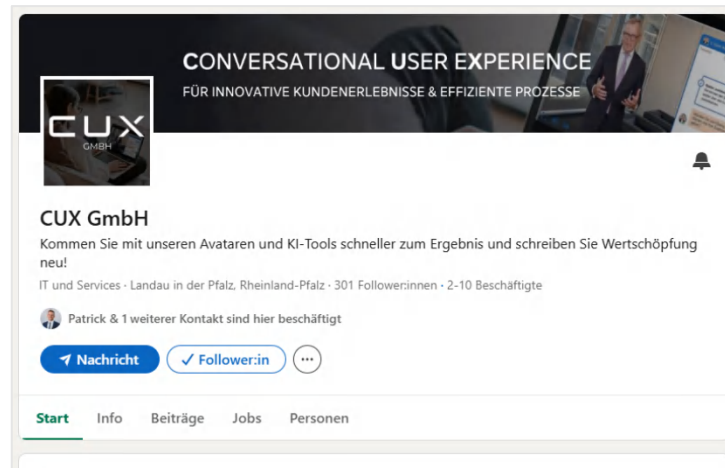 CONVERSATIONAL USER EXPERIENCE
FÜR INNOVATIVE KUNDENERLEBNISSE & EFFIZIENTE PROZESSE
CUX
GMBH
CUX GmbH
Kommen Sie mit unseren Avataren und KI-Tools schneller zum Ergebnis und schreiben Sie Wertschöpfung
neu!
IT und Services · Landau in der Pfalz, Rheinland-Pfalz · 301 Follower:innen · 2-10 Beschäftigte
Patrick & 1 weiterer Kontakt sind hier beschäftigt
Nachricht
Follower:in
Start Info Beiträge Jobs Personen